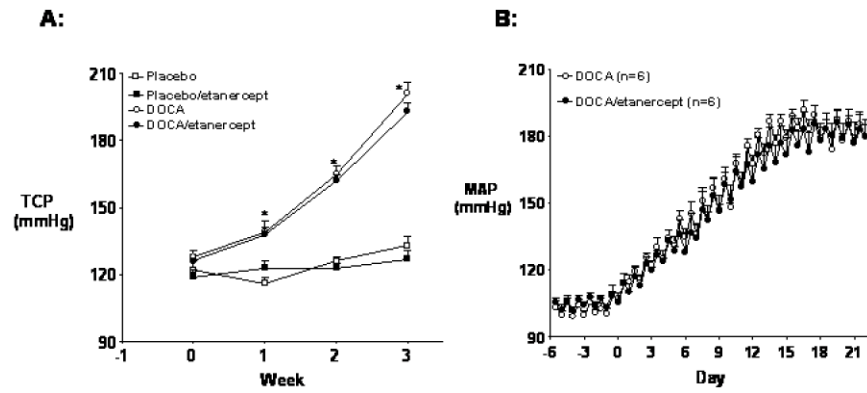 A:
210
180
150
120
90
TCP
(mmHg)
Placebo
Placebo/etanercept
DOCA
DOCA/etanercept
*
*
*
-1 0 1 2 3
Week
B:
210
180
150
120
90
MAP
(mmHg)
DOCA (n=6)
DOCA/etanercept (n=6)
-6 -3 0 3 6 9 12 15 18 21
Day